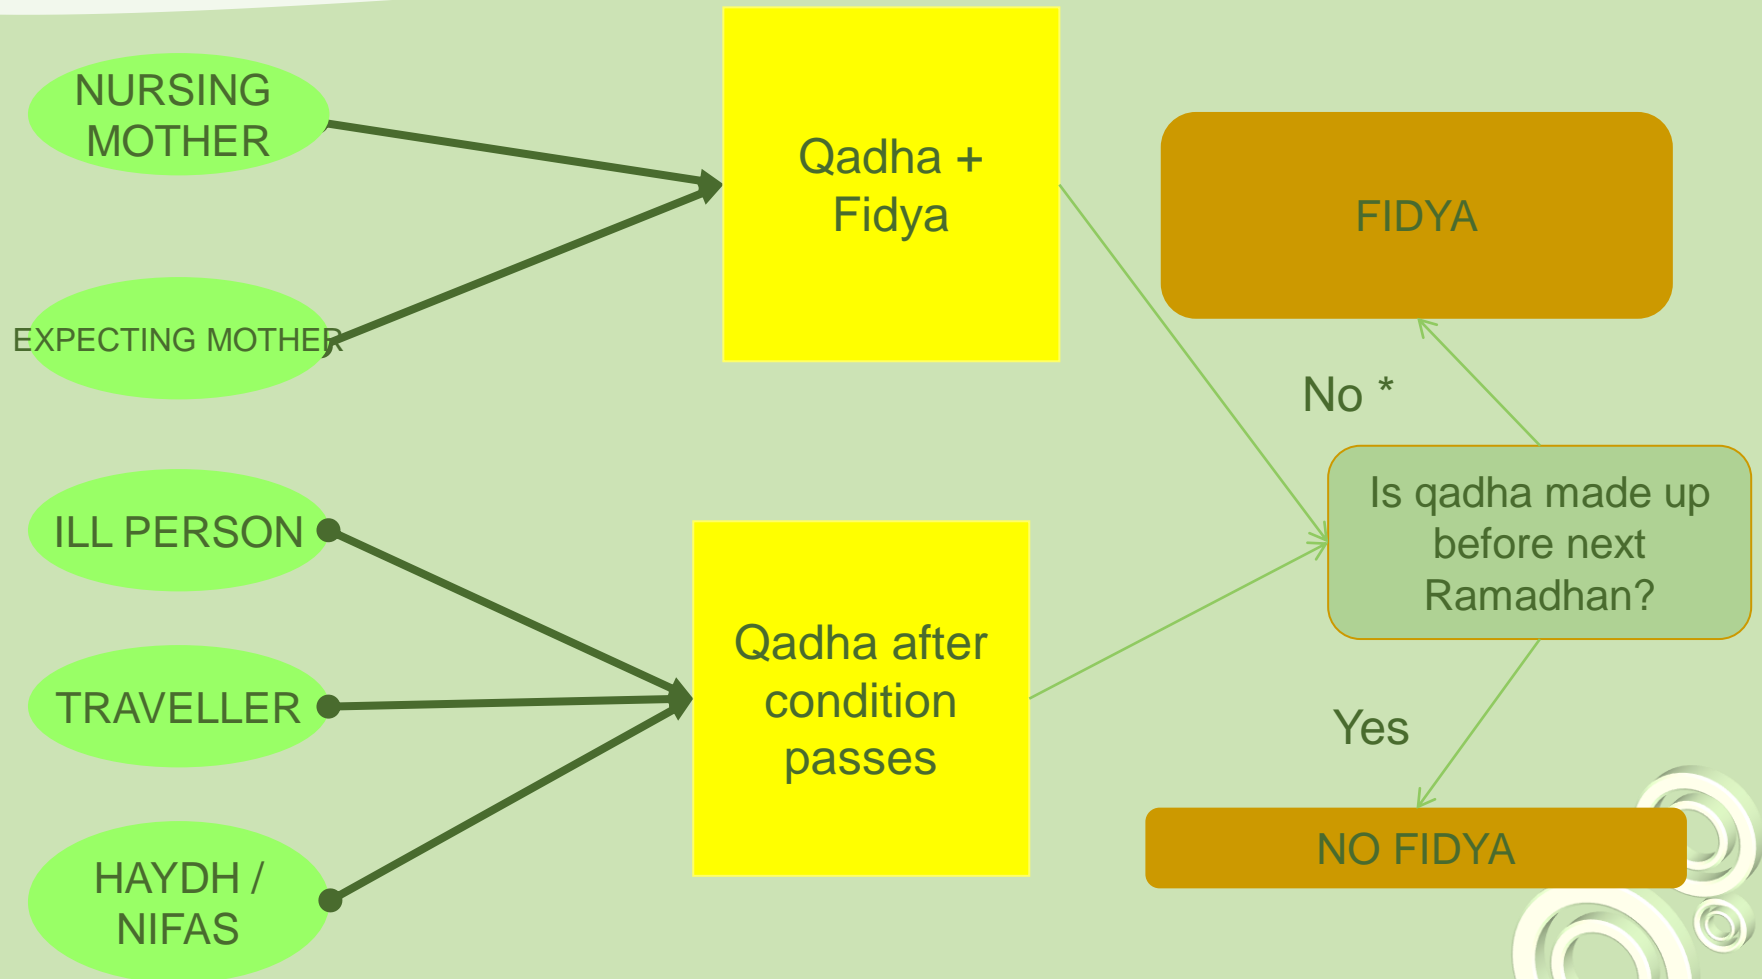 NURSING
MOTHER
EXPECTING MOTHER
ILL PERSON
TRAVELLER
HAYDH /
NIFAS
Qadha +
Fidya
Qadha after
condition
passes
FIDYA
No *
Is qadha made up
before next
Ramadhan?
Yes
NO FIDYA